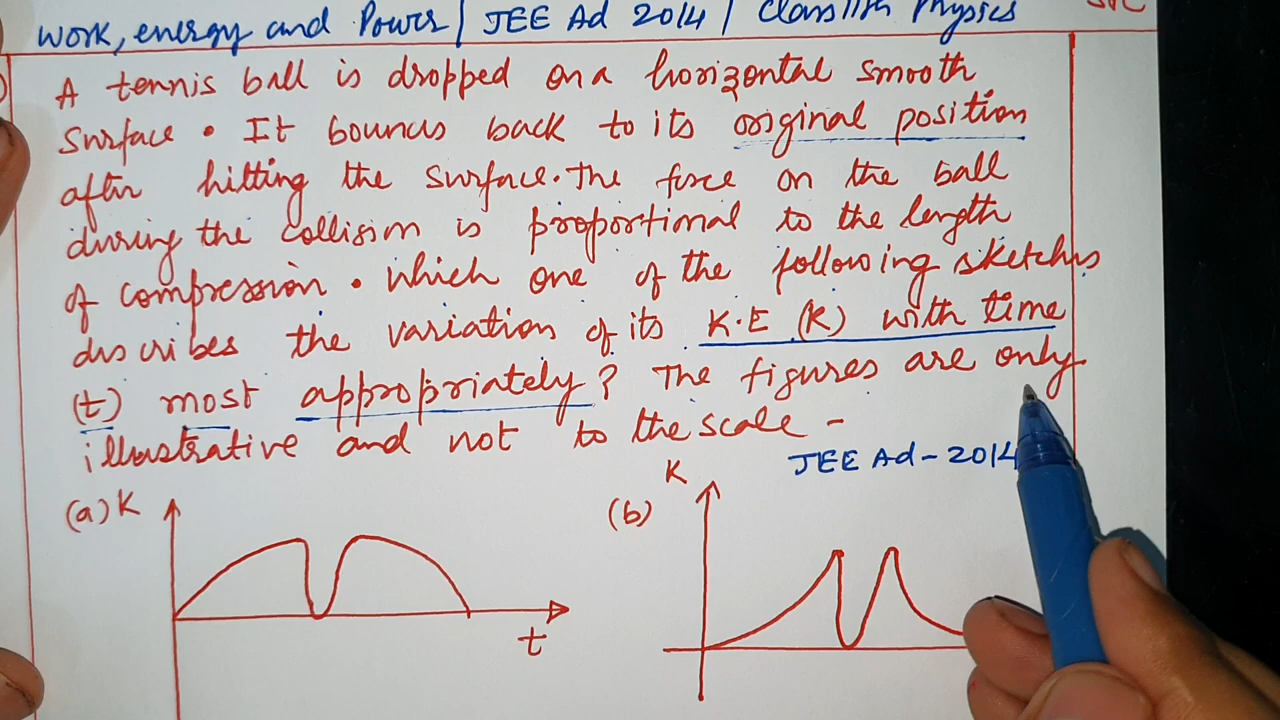 work, energy and Power | JEE Ad 2014 | Class 11th Physics
A tennis ball is dropped on a horizontal smooth
surface. It bouncs back to its original position
after hitting the surface. The force on the ball
during the collision is proportional to the length
of compression. which one of the following sketchs
discribes the variation of its K.E (K) with time
(t) most appropriately? The figures are only
illustrative and not to the scale -
JEE Ad - 2014
(a) K
t
(b) K